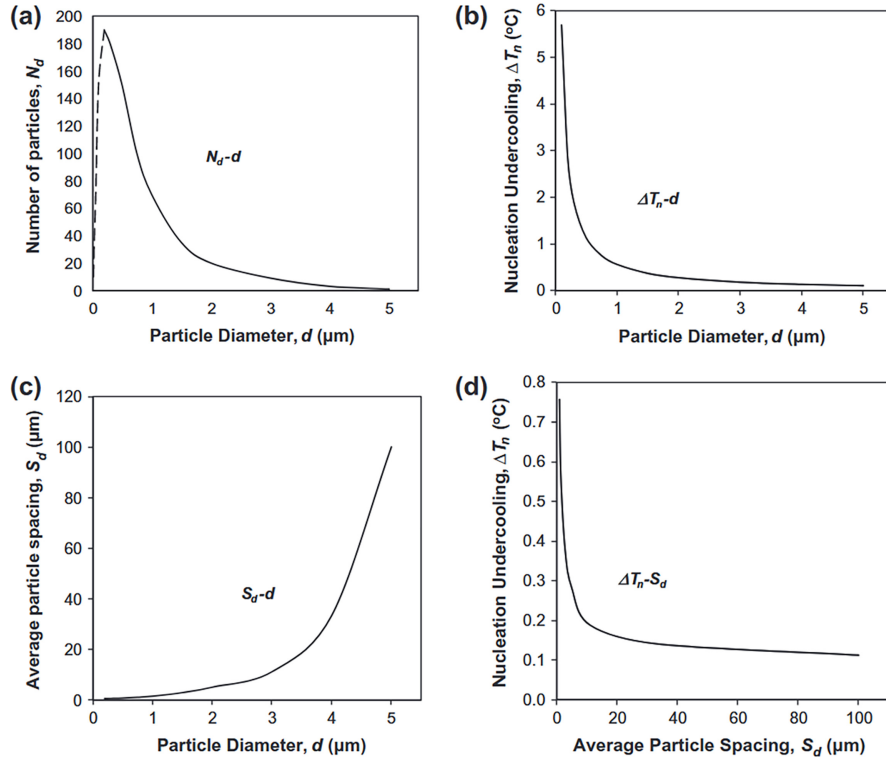 (a)
Number of particles, Nd
200
180
160
140
120
100
80
60
40
20
0
0 1 2 3 4 5
Nd-d
Particle Diameter, d (μm)
(b)
Nucleation Undercooling, ΔTn (°C)
6
5
4
3
2
1
0
0 1 2 3 4 5
ΔTn-d
Particle Diameter, d (μm)
(c)
Average particle spacing, Sd (μm)
120
100
80
60
40
20
0
0 1 2 3 4 5
Sd-d
Particle Diameter, d (μm)
(d)
Nucleation Undercooling, ΔTn (°C)
0.8
0.7
0.6
0.5
0.4
0.3
0.2
0.1
0.0
0 20 40 60 80 100
ΔTn-Sd
Average Particle Spacing, Sd (μm)